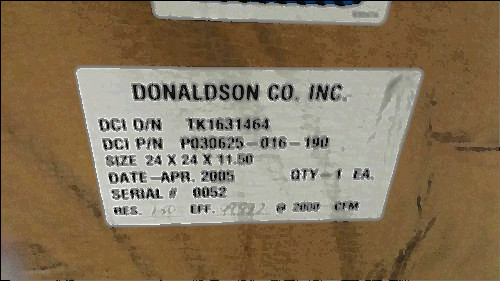 DONALDSON CO. INC.
DCI O/N TK1631464
DCI P/N P030625-016-190
SIZE 24 X 24 X 11.50
DATE-APR. 2005 QTY-1 EA.
SERIAL # 0052
RES. EFF. @ 2000 CFM